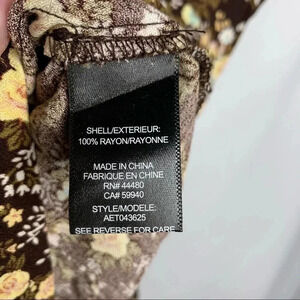 SHELL/EXTERIEUR:
100% RAYON/RAYONNE
MADE IN CHINA
FABRIQUE EN CHINE
RN# 44480
CA# 59940
STYLE/MODELE:
AET043625
SEE REVERSE FOR CARE